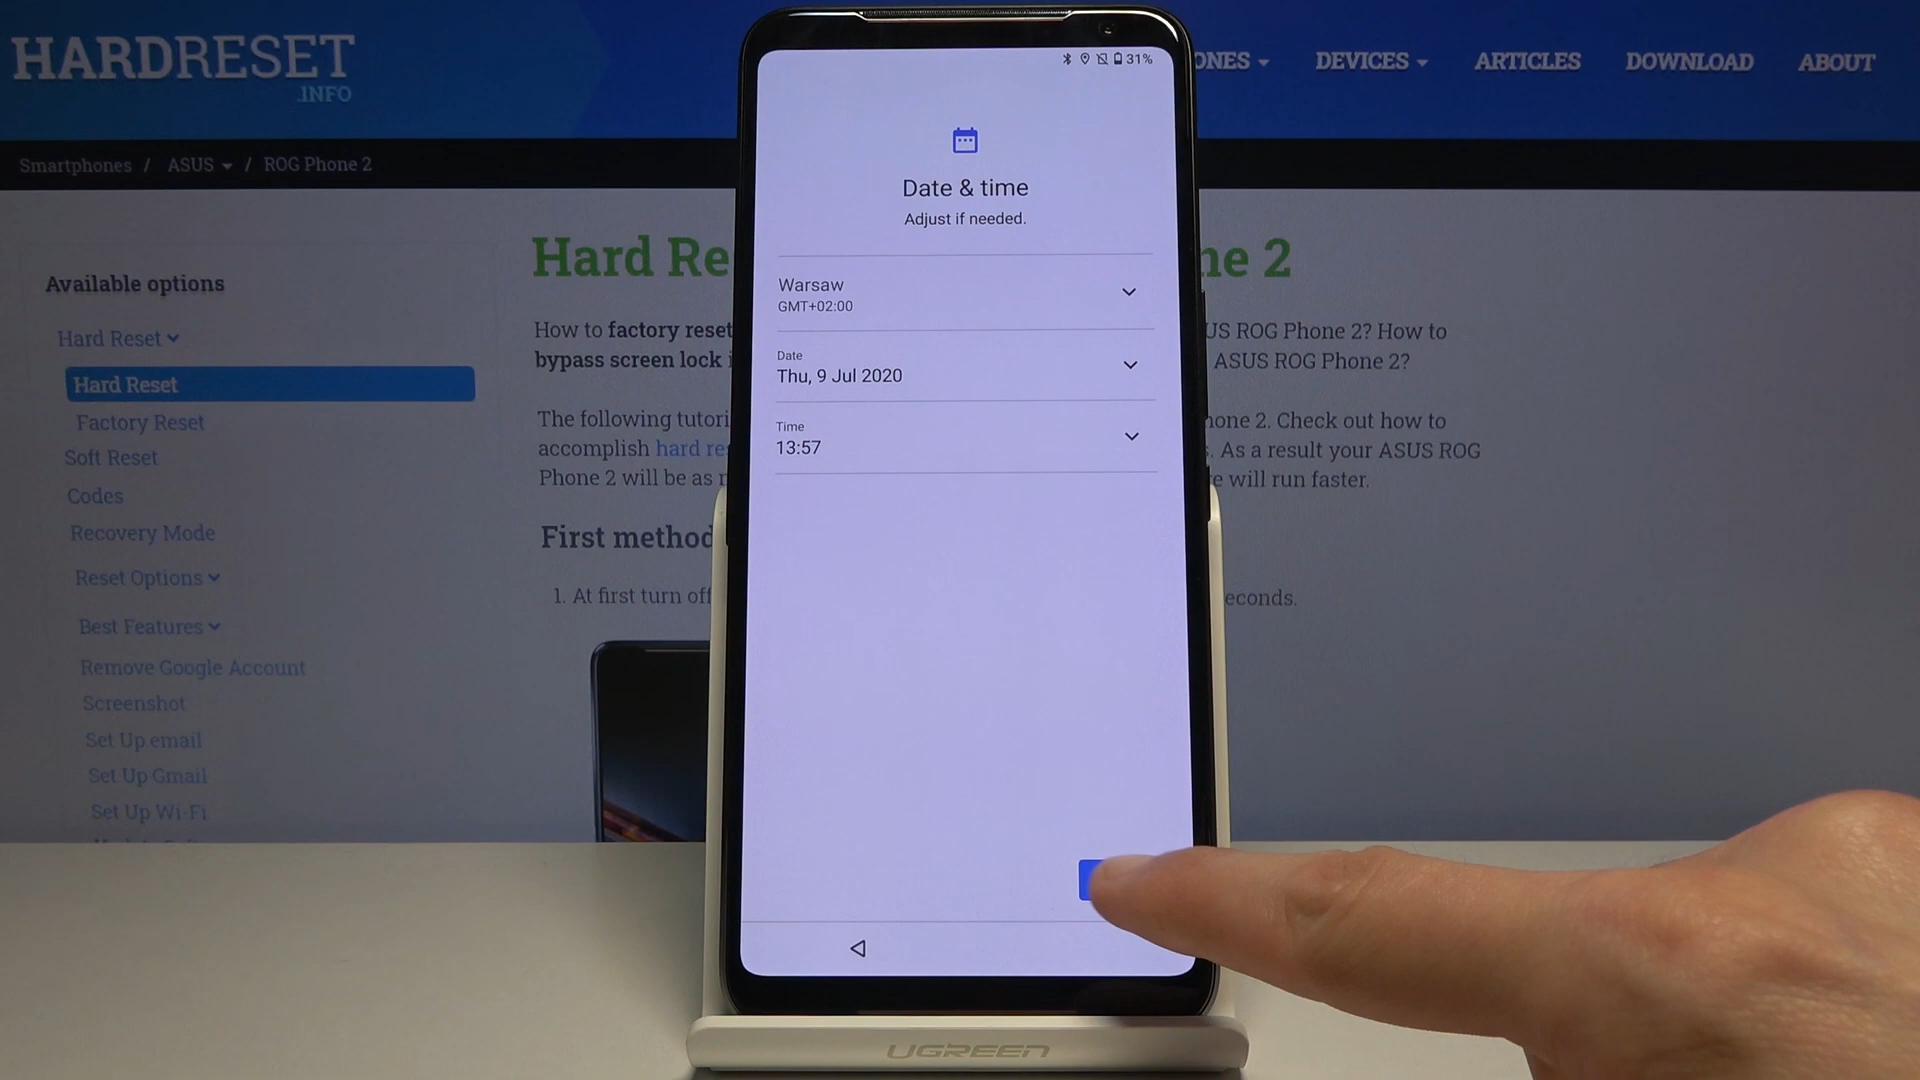 HARDRESET
.INFO
ONES
DEVICES
ARTICLES
DOWNLOAD
ABOUT
Smartphones / ASUS / ROG Phone 2
31%
Date & time
Adjust if needed.
Warsaw
GMT+02:00
Date
Thu, 9 Jul 2020
Time
13:57
Available options
Hard Reset
Hard Reset
Factory Reset
Soft Reset
Codes
Recovery Mode
Reset Options
Best Features
Remove Google Account
Screenshot
Set Up email
Set Up Gmail
Set Up Wi-Fi
Hard Re ne 2
How to factory reset US ROG Phone 2? How to
bypass screen lock i ASUS ROG Phone 2?
The following tutori hone 2. Check out how to
accomplish hard re s. As a result your ASUS ROG
Phone 2 will be as n re will run faster.
First method
1. At first turn off econds.
UGREEN